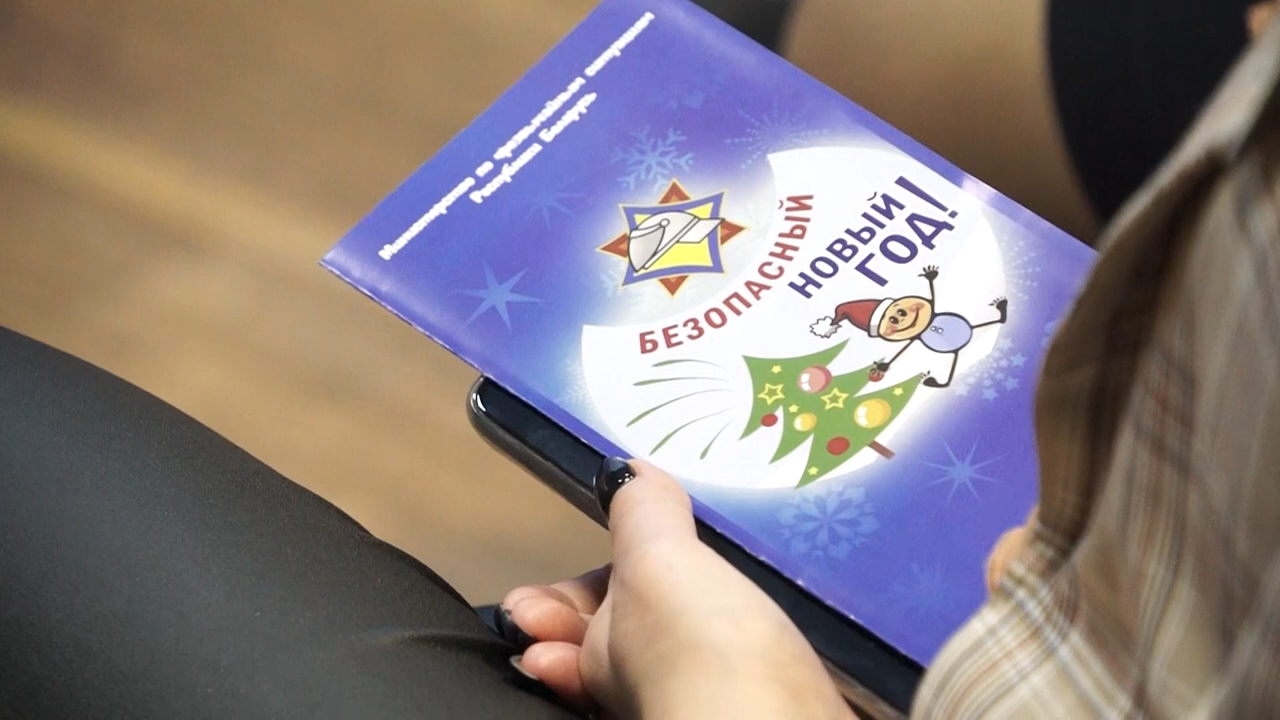 Министерство по чрезвычайным ситуациям
Республики Беларусь
БЕЗОПАСНЫЙ
НОВЫЙ
ГОД!